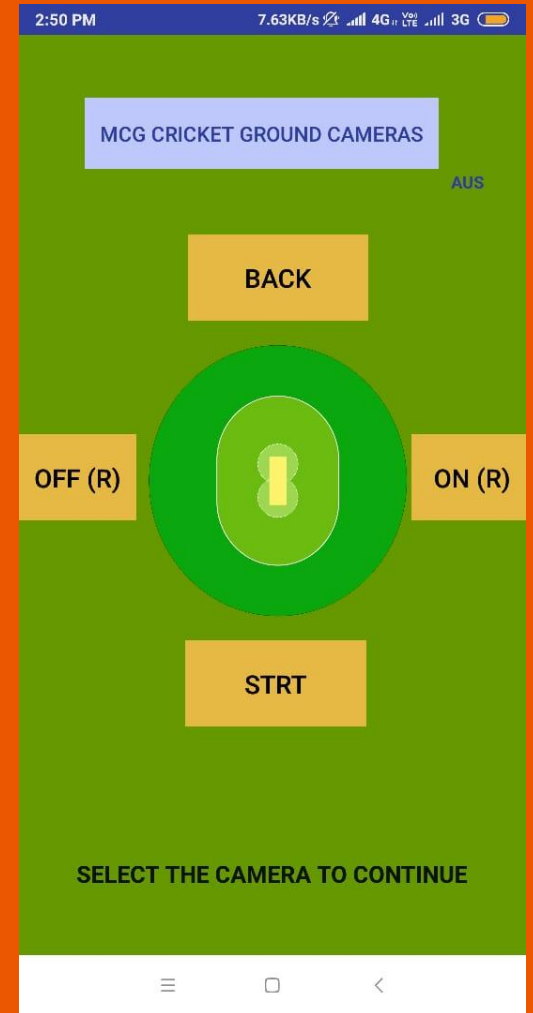 2:50 PM 7.63KB/s 4G VoLTE 3G
MCG CRICKET GROUND CAMERAS
AUS
BACK
OFF (R) ON (R)
STRT
SELECT THE CAMERA TO CONTINUE